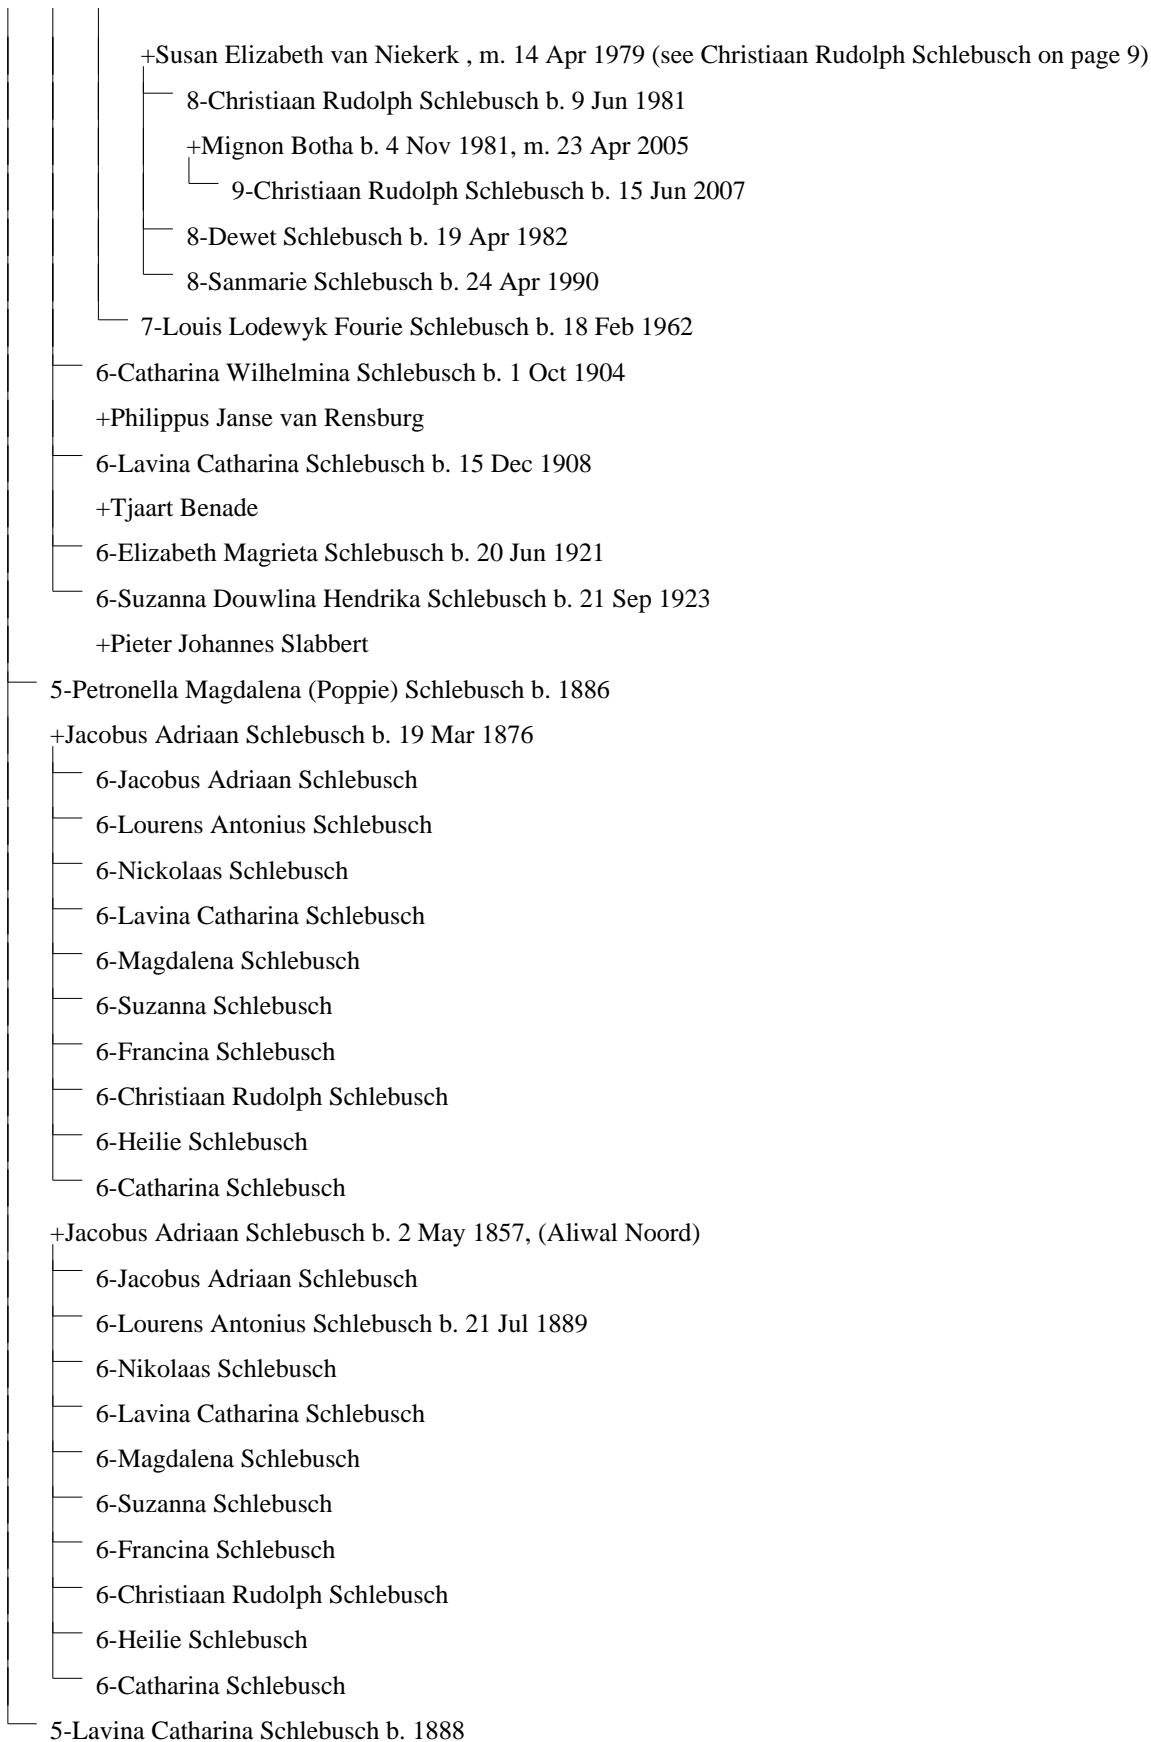 +Susan Elizabeth van Niekerk , m. 14 Apr 1979 (see Christiaan Rudolph Schlebusch on page 9)
8-Christiaan Rudolph Schlebusch b. 9 Jun 1981
+Mignon Botha b. 4 Nov 1981, m. 23 Apr 2005
9-Christiaan Rudolph Schlebusch b. 15 Jun 2007
8-Dewet Schlebusch b. 19 Apr 1982
8-Sanmarie Schlebusch b. 24 Apr 1990
7-Louis Lodewyk Fourie Schlebusch b. 18 Feb 1962
6-Catharina Wilhelmina Schlebusch b. 1 Oct 1904
+Philippus Janse van Rensburg
6-Lavina Catharina Schlebusch b. 15 Dec 1908
+Tjaart Benade
6-Elizabeth Magrieta Schlebusch b. 20 Jun 1921
6-Suzanna Douwlina Hendrika Schlebusch b. 21 Sep 1923
+Pieter Johannes Slabbert
5-Petronella Magdalena (Poppie) Schlebusch b. 1886
+Jacobus Adriaan Schlebusch b. 19 Mar 1876
6-Jacobus Adriaan Schlebusch
6-Lourens Antonius Schlebusch
6-Nickolaas Schlebusch
6-Lavina Catharina Schlebusch
6-Magdalena Schlebusch
6-Suzanna Schlebusch
6-Francina Schlebusch
6-Christiaan Rudolph Schlebusch
6-Heilie Schlebusch
6-Catharina Schlebusch
+Jacobus Adriaan Schlebusch b. 2 May 1857, (Aliwal Noord)
6-Jacobus Adriaan Schlebusch
6-Lourens Antonius Schlebusch b. 21 Jul 1889
6-Nikolaas Schlebusch
6-Lavina Catharina Schlebusch
6-Magdalena Schlebusch
6-Suzanna Schlebusch
6-Francina Schlebusch
6-Christiaan Rudolph Schlebusch
6-Heilie Schlebusch
6-Catharina Schlebusch
5-Lavina Catharina Schlebusch b. 1888